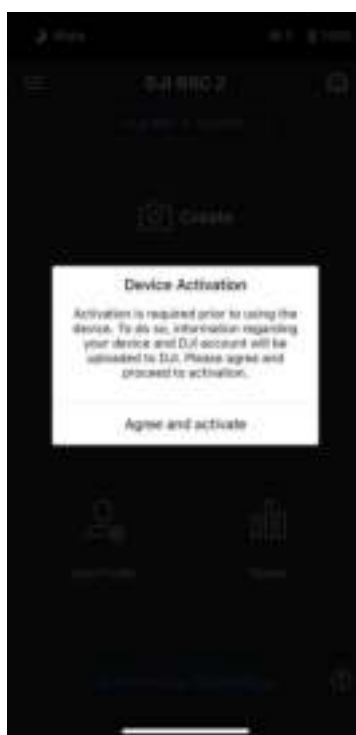 DJI RSC 2
Create
Device Activation
Activation is required prior to using the
device. To do so, information regarding
your device and DJI account will be
uploaded to DJI. Please agree and
proceed to activation.
Agree and activate